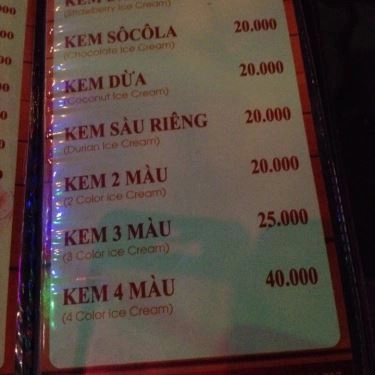 (Strawberry Ice Cream)
KEM SÔCÔLA 20.000
(Chocolate Ice Cream)
KEM DỪA 20.000
(Coconut Ice Cream)
KEM SÀU RIÊNG 20.000
(Durian Ice Cream)
KEM 2 MÀU 20.000
(2 Color Ice Cream)
KEM 3 MÀU 25.000
(3 Color Ice Cream)
KEM 4 MÀU 40.000
(4 Color Ice Cream)